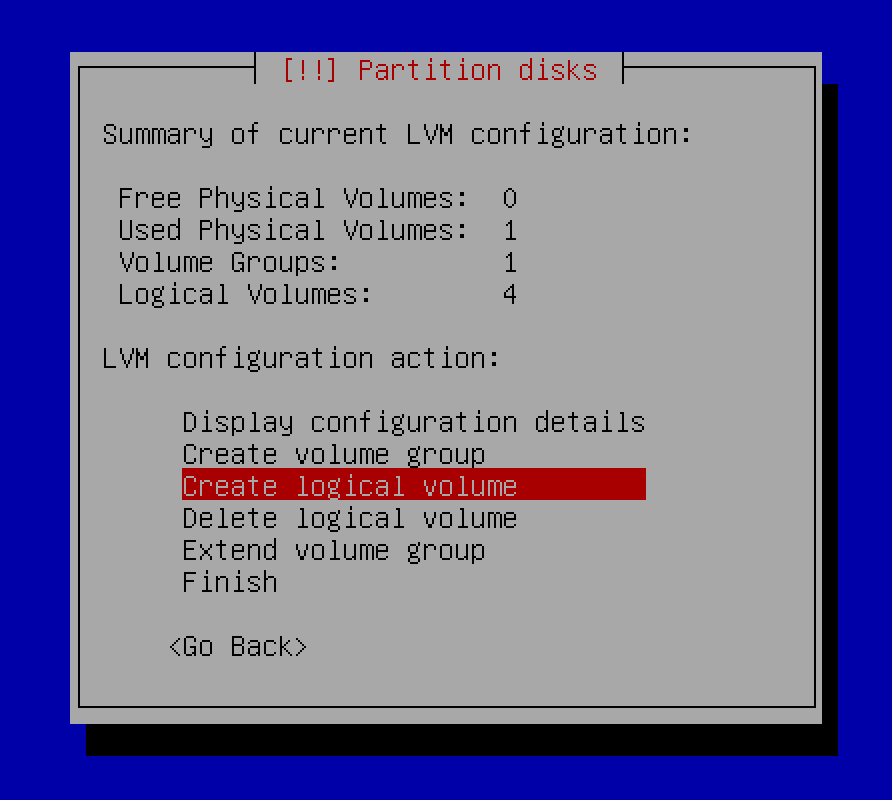 [!!] Partition disks
Summary of current LVM configuration:
Free Physical Volumes: 0
Used Physical Volumes: 1
Volume Groups: 1
Logical Volumes: 4
LVM configuration action:
Display configuration details
Create volume group
Create logical volume
Delete logical volume
Extend volume group
Finish
<Go Back>